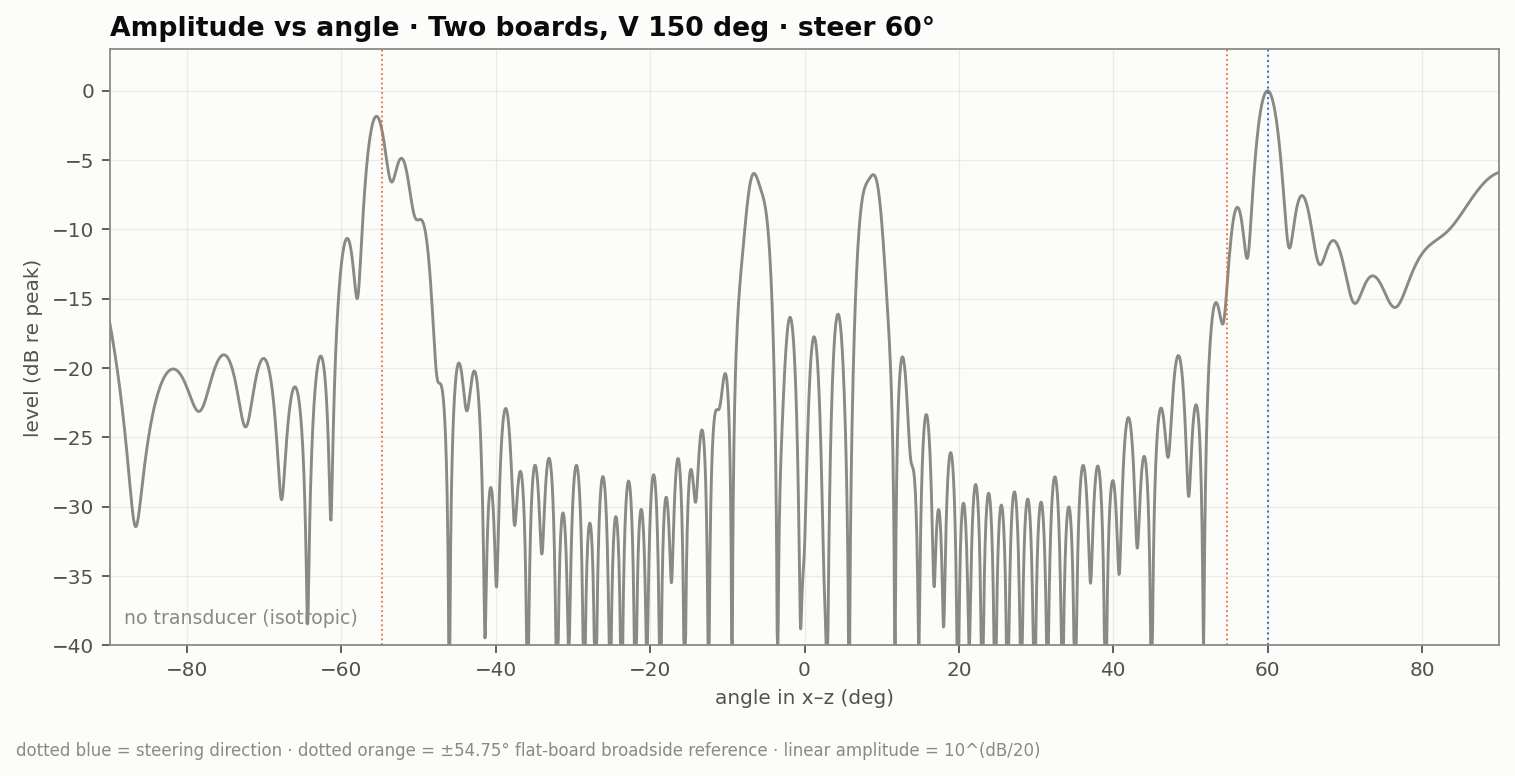 Amplitude vs angle · Two boards, V 150 deg · steer 60°
0
−5
−10
−15
−20
−25
−30
−35
−40
level (dB re peak)
no transducer (isotropic)
−80 −60 −40 −20 0 20 40 60 80
angle in x–z (deg)
dotted blue = steering direction · dotted orange = ±54.75° flat-board broadside reference · linear amplitude = 10^(dB/20)